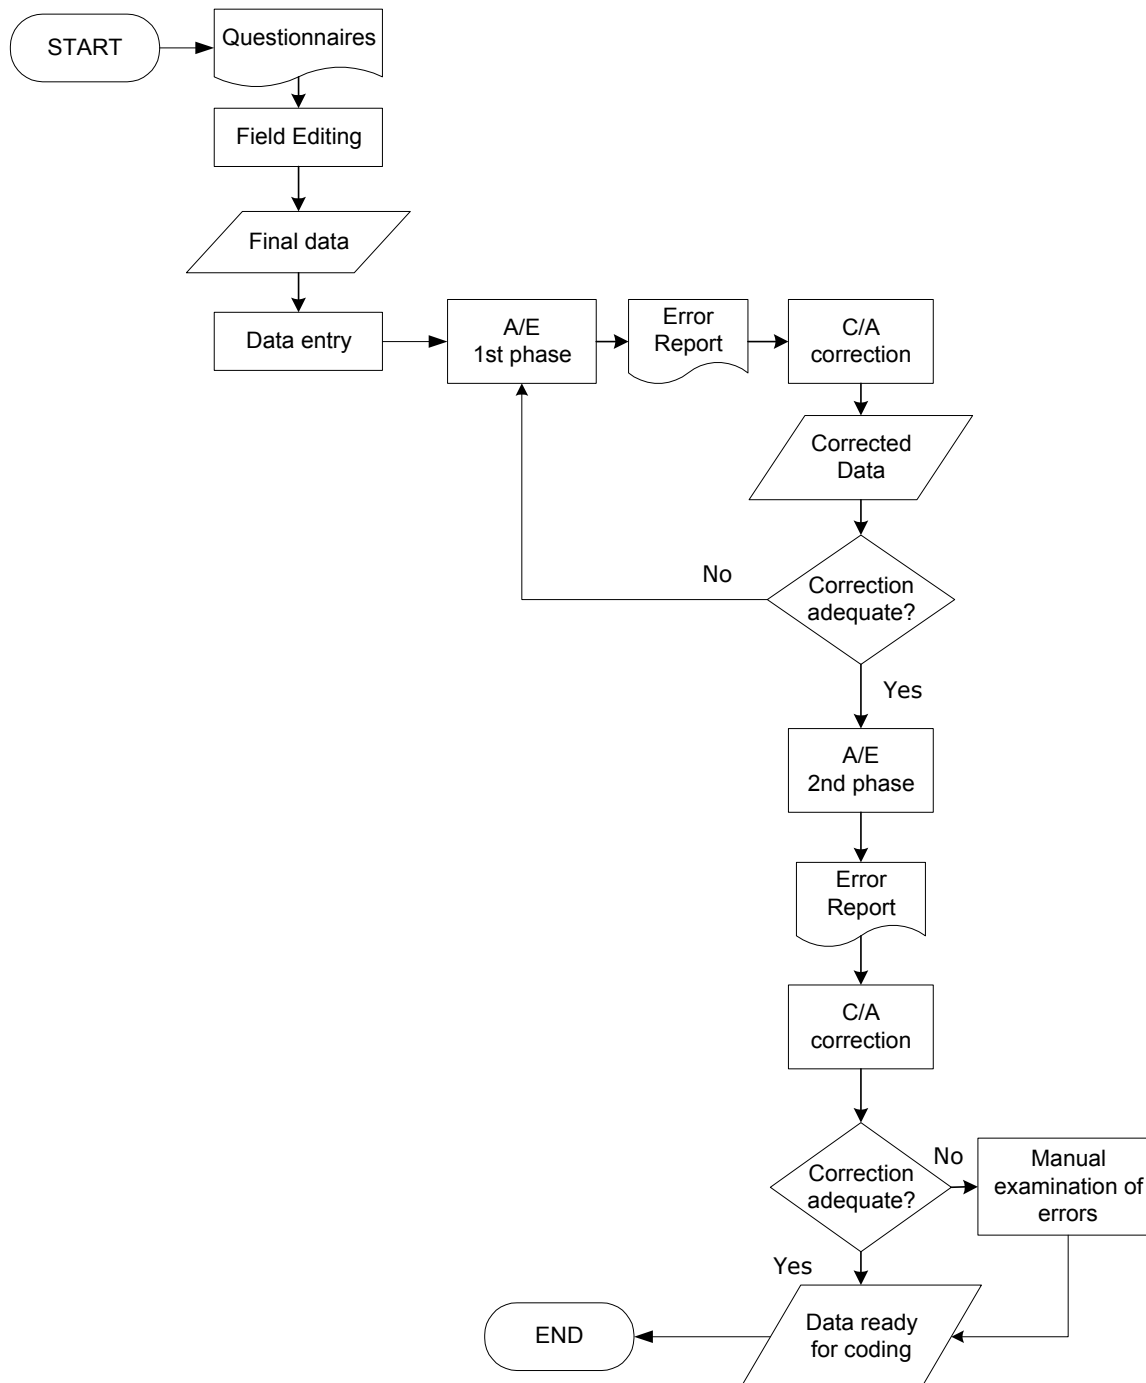 START
Questionnaires
Field Editing
Final data
Data entry
A/E
1st phase
Error
Report
C/A
correction
Corrected
Data
Correction
adequate?
No
Yes
A/E
2nd phase
Error
Report
C/A
correction
Correction
adequate?
No
Manual
examination of
errors
Yes
Data ready
for coding
END